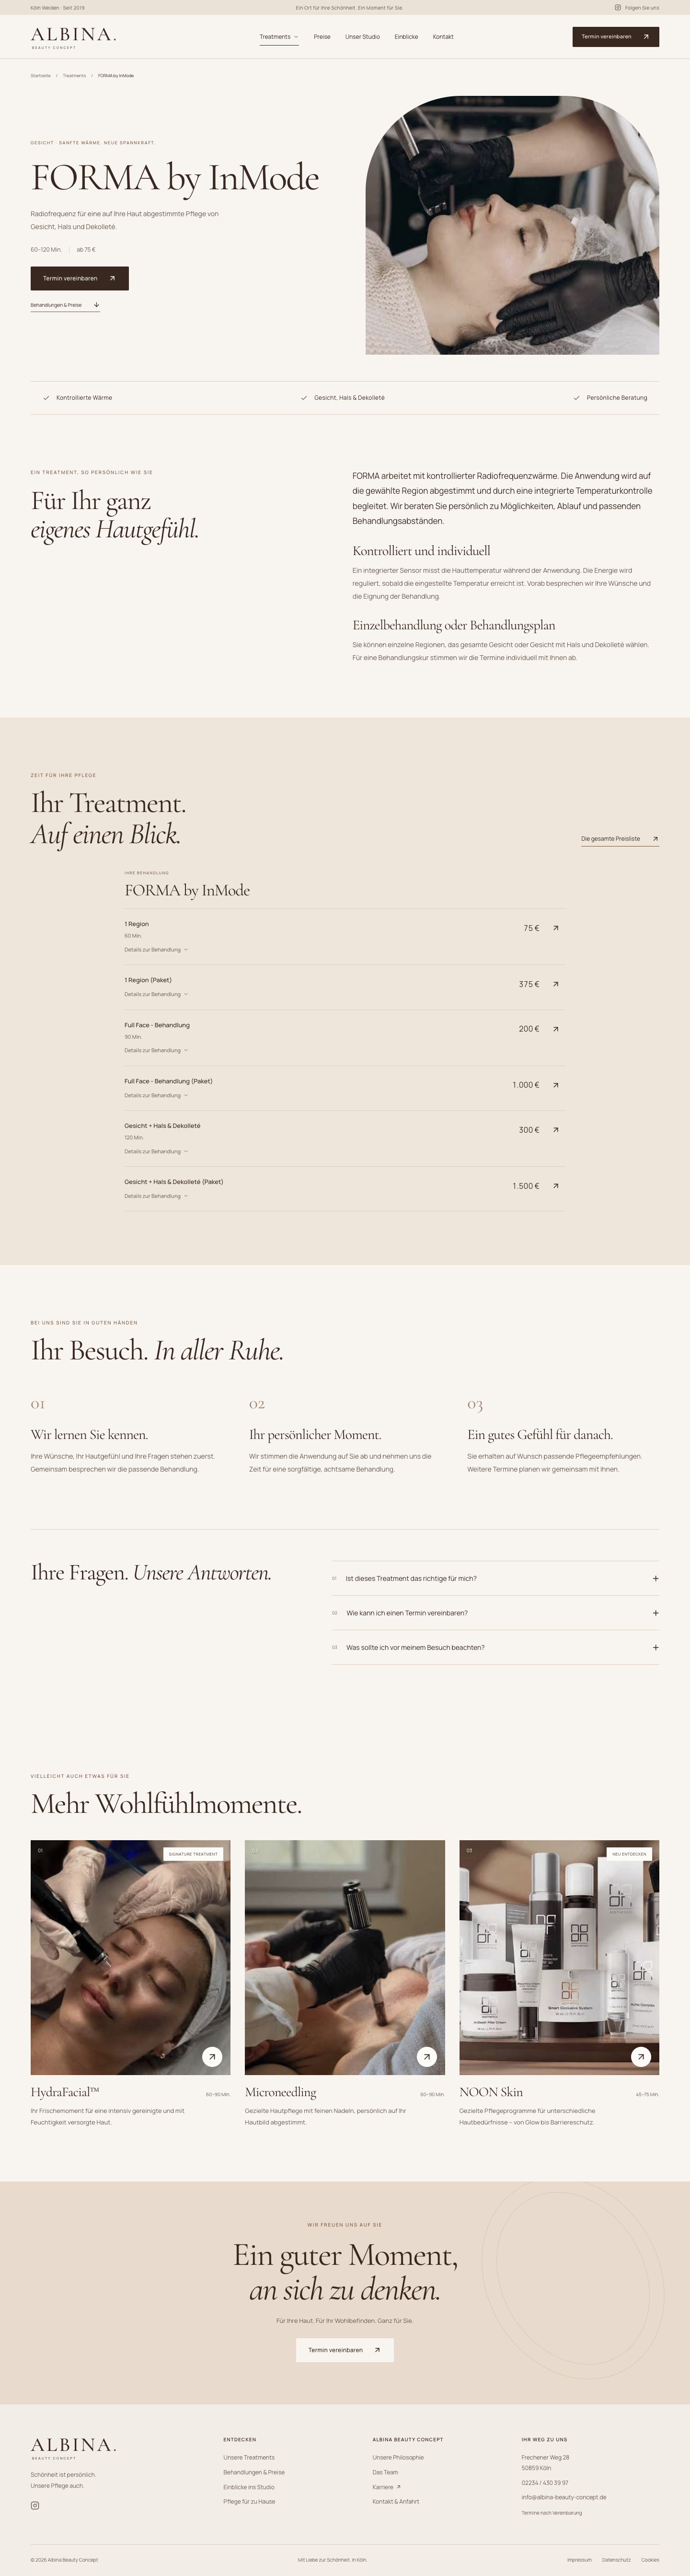 Köln Weiden · Seit 2019
Ein Ort für Ihre Schönheit. Ein Moment für Sie.
Folgen Sie uns
ALBINA.
BEAUTY CONCEPT
Treatments
Preise
Unser Studio
Einblicke
Kontakt
Termin vereinbaren
Startseite / Treatments / FORMA by InMode
GESICHT · SANFTE WÄRME. NEUE SPANNKRAFT.
FORMA by InMode
Radiofrequenz für eine auf Ihre Haut abgestimmte Pflege von
Gesicht, Hals und Dekolleté.
60–120 Min. | ab 75 €
Termin vereinbaren
Behandlungen & Preise
Kontrollierte Wärme
Gesicht, Hals & Dekolleté
Persönliche Beratung
EIN TREATMENT, SO PERSÖNLICH WIE SIE
Für Ihr ganz
eigenes Hautgefühl.
FORMA arbeitet mit kontrollierter Radiofrequenzwärme. Die Anwendung wird auf
die gewählte Region abgestimmt und durch eine integrierte Temperaturkontrolle
begleitet. Wir beraten Sie persönlich zu Möglichkeiten, Ablauf und passenden
Behandlungsabständen.
Kontrolliert und individuell
Ein integrierter Sensor misst die Hauttemperatur während der Anwendung. Die Energie wird
reguliert, sobald die eingestellte Temperatur erreicht ist. Vorab besprechen wir Ihre Wünsche und
die Eignung der Behandlung.
Einzelbehandlung oder Behandlungsplan
Sie können einzelne Regionen, das gesamte Gesicht oder Gesicht mit Hals und Dekolleté wählen.
Für eine Behandlungskur stimmen wir die Termine individuell mit Ihnen ab.
ZEIT FÜR IHRE PFLEGE
Ihr Treatment.
Auf einen Blick.
Die gesamte Preisliste
IHRE BEHANDLUNG
FORMA by InMode
1 Region
60 Min.
Details zur Behandlung
75 €
1 Region (Paket)
Details zur Behandlung
375 €
Full Face - Behandlung
90 Min.
Details zur Behandlung
200 €
Full Face - Behandlung (Paket)
Details zur Behandlung
1.000 €
Gesicht + Hals & Dekolleté
120 Min.
Details zur Behandlung
300 €
Gesicht + Hals & Dekolleté (Paket)
Details zur Behandlung
1.500 €
BEI UNS SIND SIE IN GUTEN HÄNDEN
Ihr Besuch. In aller Ruhe.
01
Wir lernen Sie kennen.
Ihre Wünsche, Ihr Hautgefühl und Ihre Fragen stehen zuerst.
Gemeinsam besprechen wir die passende Behandlung.
02
Ihr persönlicher Moment.
Wir stimmen die Anwendung auf Sie ab und nehmen uns die
Zeit für eine sorgfältige, achtsame Behandlung.
03
Ein gutes Gefühl für danach.
Sie erhalten auf Wunsch passende Pflegeempfehlungen.
Weitere Termine planen wir gemeinsam mit Ihnen.
Ihre Fragen. Unsere Antworten.
01 Ist dieses Treatment das richtige für mich?
02 Wie kann ich einen Termin vereinbaren?
03 Was sollte ich vor meinem Besuch beachten?
VIELLEICHT AUCH ETWAS FÜR SIE
Mehr Wohlfühlmomente.
01
SIGNATURE TREATMENT
HydraFacial™
60–90 Min.
Ihr Frischemoment für eine intensiv gereinigte und mit
Feuchtigkeit versorgte Haut.
Microneedling
60–90 Min.
Gezielte Hautpflege mit feinen Nadeln, persönlich auf Ihr
Hautbild abgestimmt.
03
NEU ENTDECKEN
Smart Glossieve System
NOON Skin
45–75 Min.
Gezielte Pflegeprogramme für unterschiedliche
Hautbedürfnisse – von Glow bis Barriereschutz.
WIR FREUEN UNS AUF SIE
Ein guter Moment,
an sich zu denken.
Für Ihre Haut. Für Ihr Wohlbefinden. Ganz für Sie.
Termin vereinbaren
ALBINA.
BEAUTY CONCEPT
Schönheit ist persönlich.
Unsere Pflege auch.
ENTDECKEN
Unsere Treatments
Behandlungen & Preise
Einblicke ins Studio
Pflege für zu Hause
ALBINA BEAUTY CONCEPT
Unsere Philosophie
Das Team
Karriere
Kontakt & Anfahrt
IHR WEG ZU UNS
Frechener Weg 28
50859 Köln
02234 / 430 39 97
info@albina-beauty-concept.de
Termine nach Vereinbarung
© 2026 Albina Beauty Concept
Mit Liebe zur Schönheit. In Köln.
Impressum
Datenschutz
Cookies